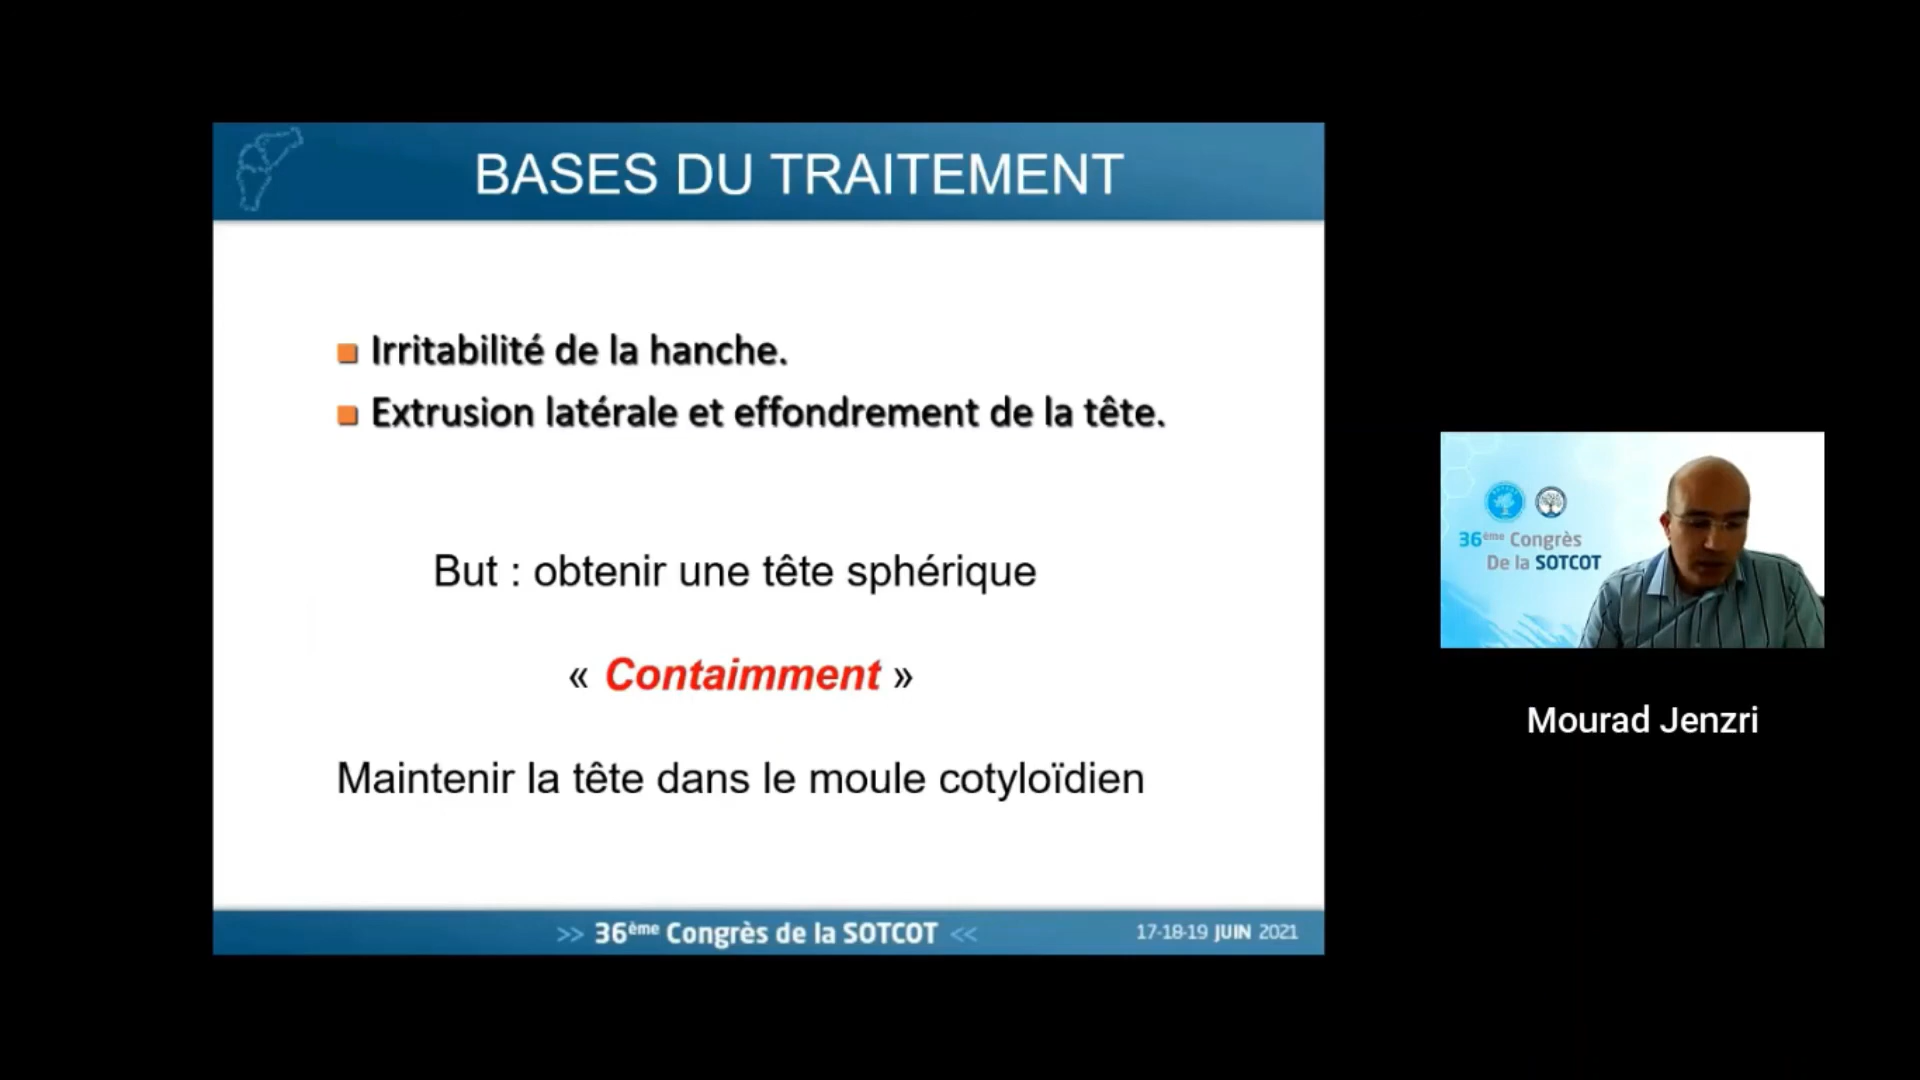 BASES DU TRAITEMENT
Irritabilité de la hanche.
Extrusion latérale et effondrement de la tête.
But : obtenir une tête sphérique
« Contaimment »
Maintenir la tête dans le moule cotyloïdien
>> 36ème Congrès de la SOTCOT <<
17-18-19 JUIN 2021
36ème Congrès
De la SOTCOT
Mourad Jenzri